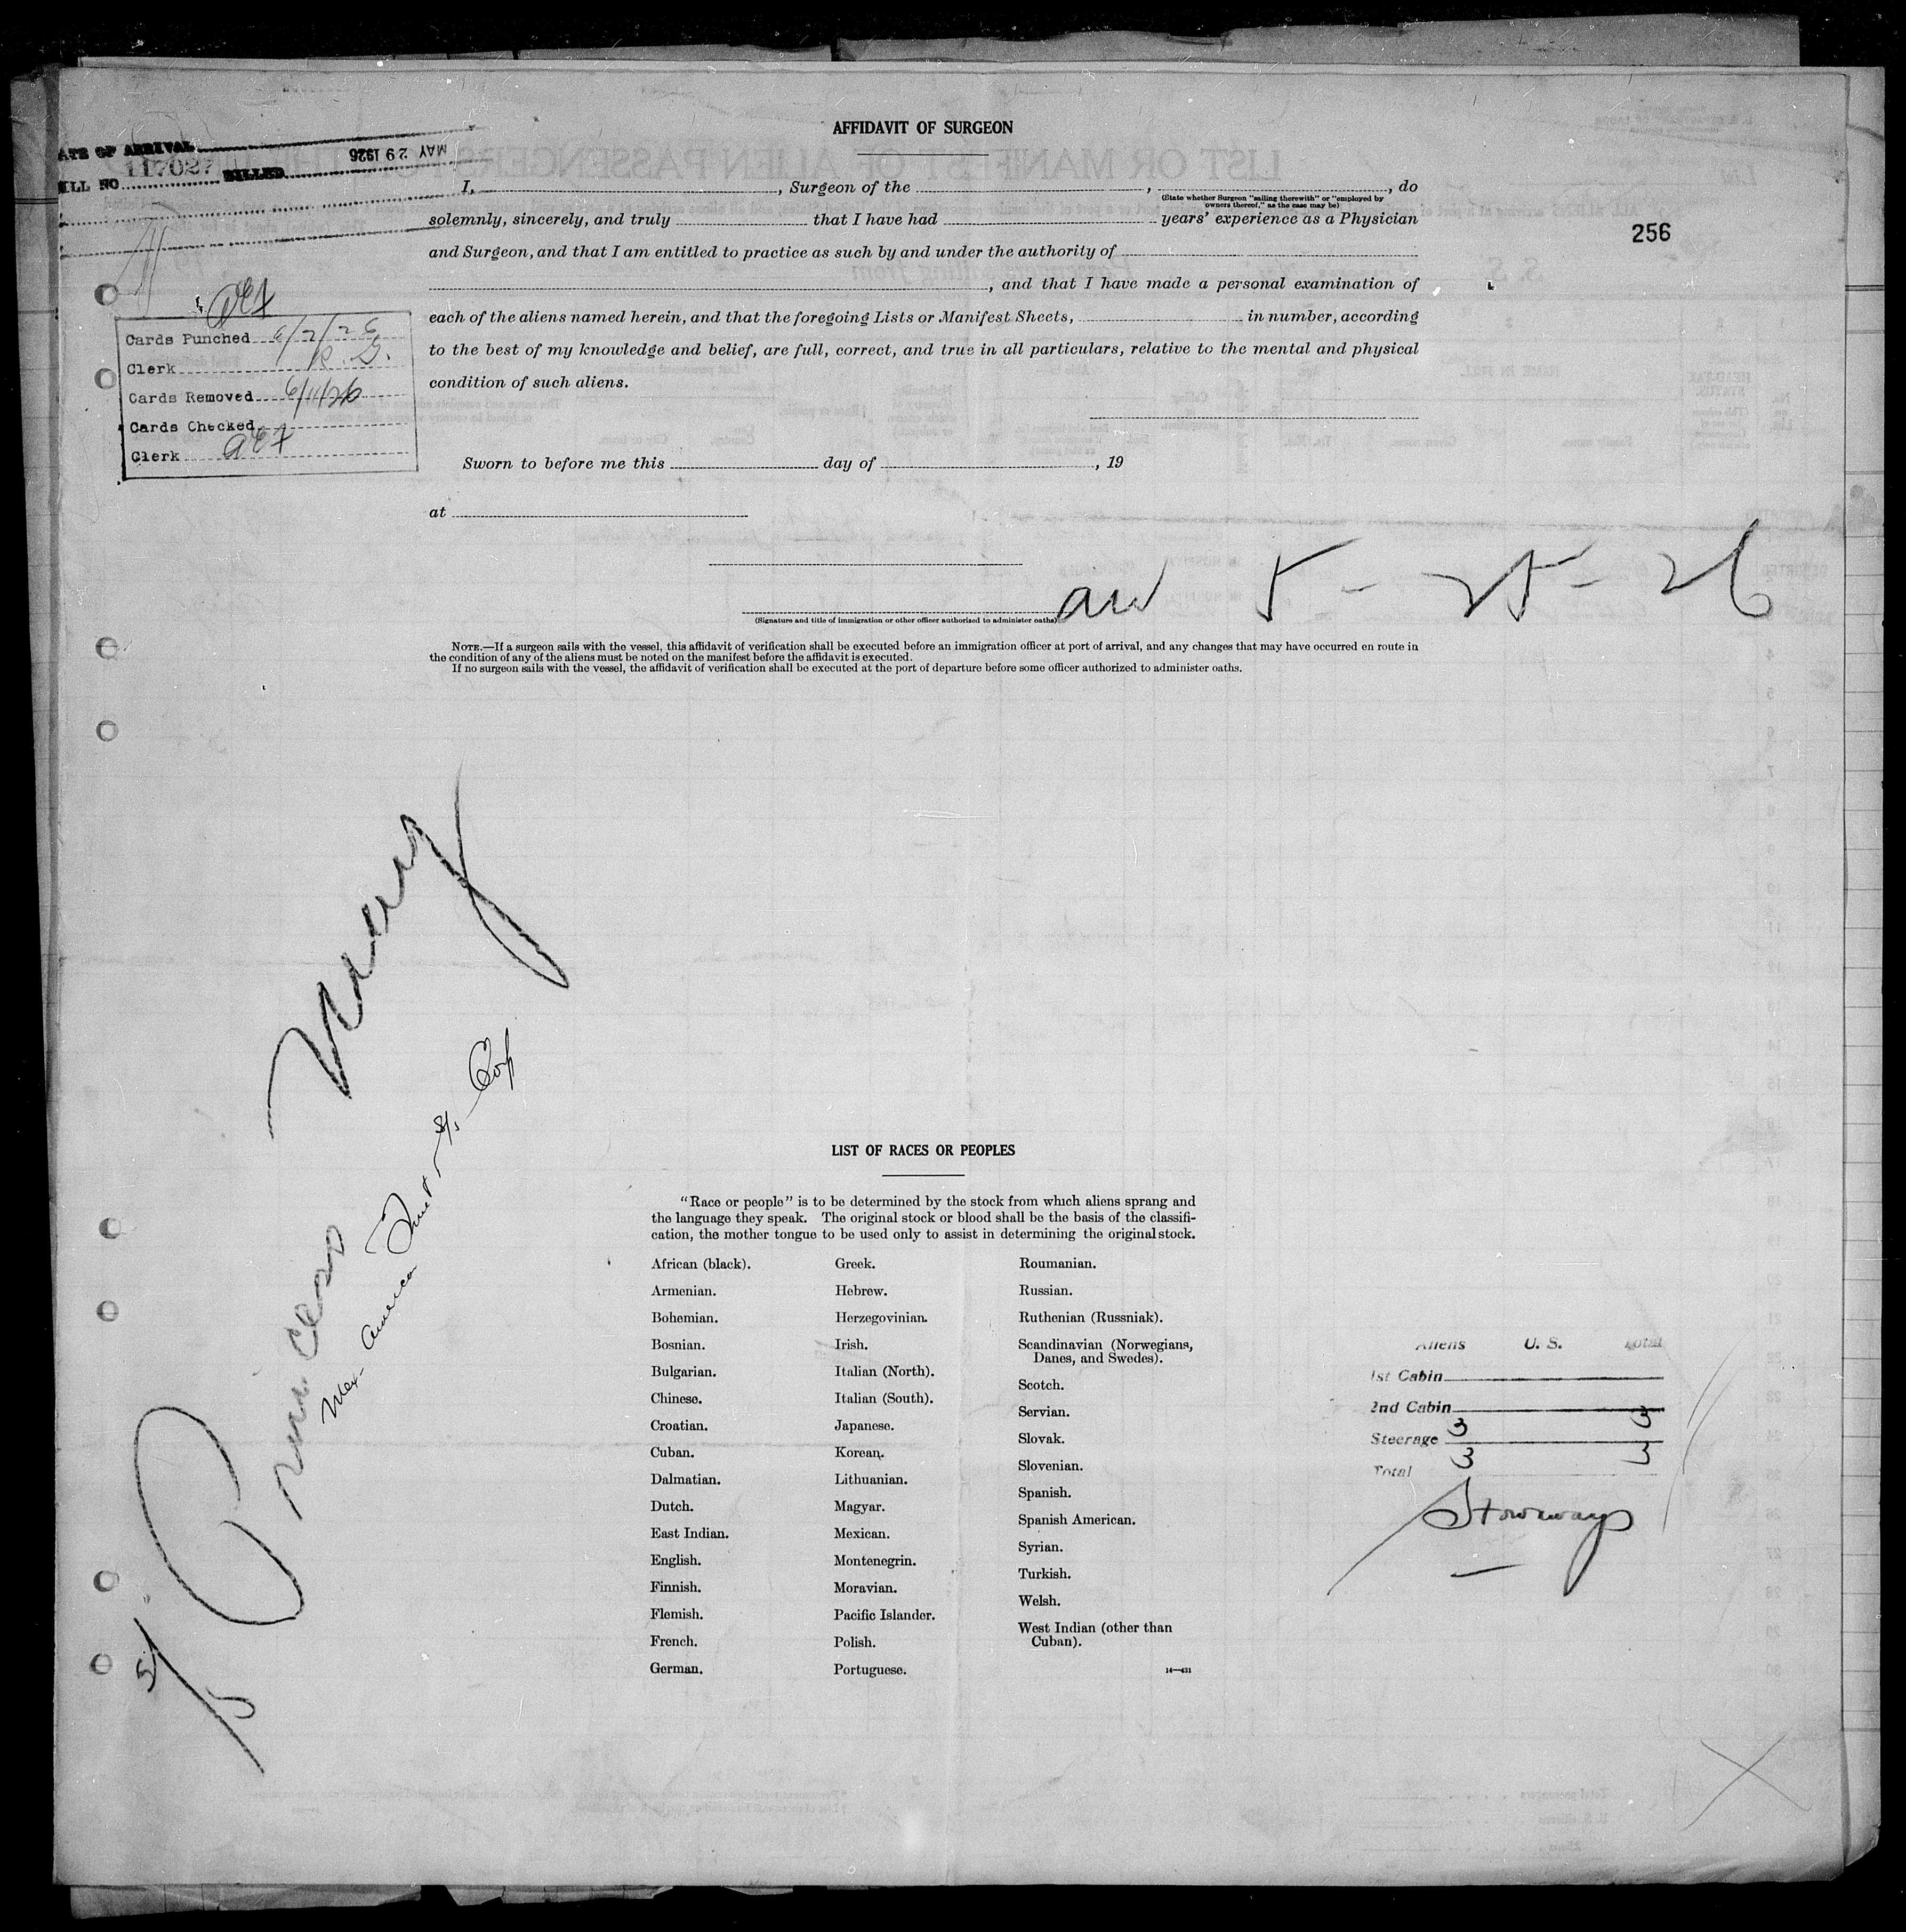 AFFIDAVIT OF SURGEON
ATE OF ARRIVAL
ILL NO 117027 BILLED MAY 29 1926
I, , Surgeon of the , , do
(State whether Surgeon "sailing therewith" or "employed by
owners thereof," as the case may be)
solemnly, sincerely, and truly that I have had years' experience as a Physician
256
and Surgeon, and that I am entitled to practice as such by and under the authority of
, and that I have made a personal examination of
each of the aliens named herein, and that the foregoing Lists or Manifest Sheets, in number, according
to the best of my knowledge and belief, are full, correct, and true in all particulars, relative to the mental and physical
condition of such aliens.
Cards Punched 6/2/26
Clerk R. G.
Cards Removed 6/11/26
Cards Checked
Clerk
Sworn to before me this day of , 19
at
arr 5-25-26
(Signature and title of immigration or other officer authorized to administer oaths)
NOTE.—If a surgeon sails with the vessel, this affidavit of verification shall be executed before an immigration officer at port of arrival, and any changes that may have occurred en route in
the condition of any of the aliens must be noted on the manifest before the affidavit is executed.
If no surgeon sails with the vessel, the affidavit of verification shall be executed at the port of departure before some officer authorized to administer oaths.
S/S Princess May
Mex-American Fruit & S/S Corp
LIST OF RACES OR PEOPLES
"Race or people" is to be determined by the stock from which aliens sprang and
the language they speak. The original stock or blood shall be the basis of the classifi-
cation, the mother tongue to be used only to assist in determining the original stock.
African (black).
Armenian.
Bohemian.
Bosnian.
Bulgarian.
Chinese.
Croatian.
Cuban.
Dalmatian.
Dutch.
East Indian.
English.
Finnish.
Flemish.
French.
German.
Greek.
Hebrew.
Herzegovinian.
Irish.
Italian (North).
Italian (South).
Japanese.
Korean.
Lithuanian.
Magyar.
Mexican.
Montenegrin.
Moravian.
Pacific Islander.
Polish.
Portuguese.
Roumanian.
Russian.
Ruthenian (Russniak).
Scandinavian (Norwegians,
Danes, and Swedes).
Scotch.
Servian.
Slovak.
Slovenian.
Spanish.
Spanish American.
Syrian.
Turkish.
Welsh.
West Indian (other than
Cuban).
14—431
Aliens U. S. Total
1st Cabin
2nd Cabin
Steerage 3 3
Total 3 3
Stowaways